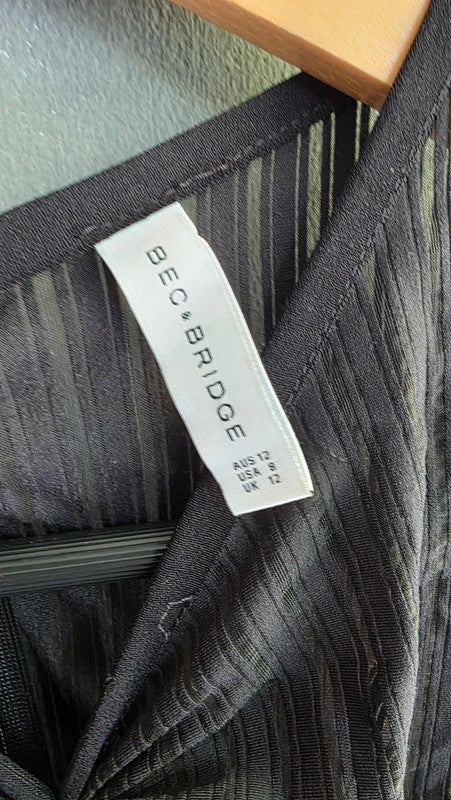 BEC & BRIDGE
AUS 12
USA 8
UK 12